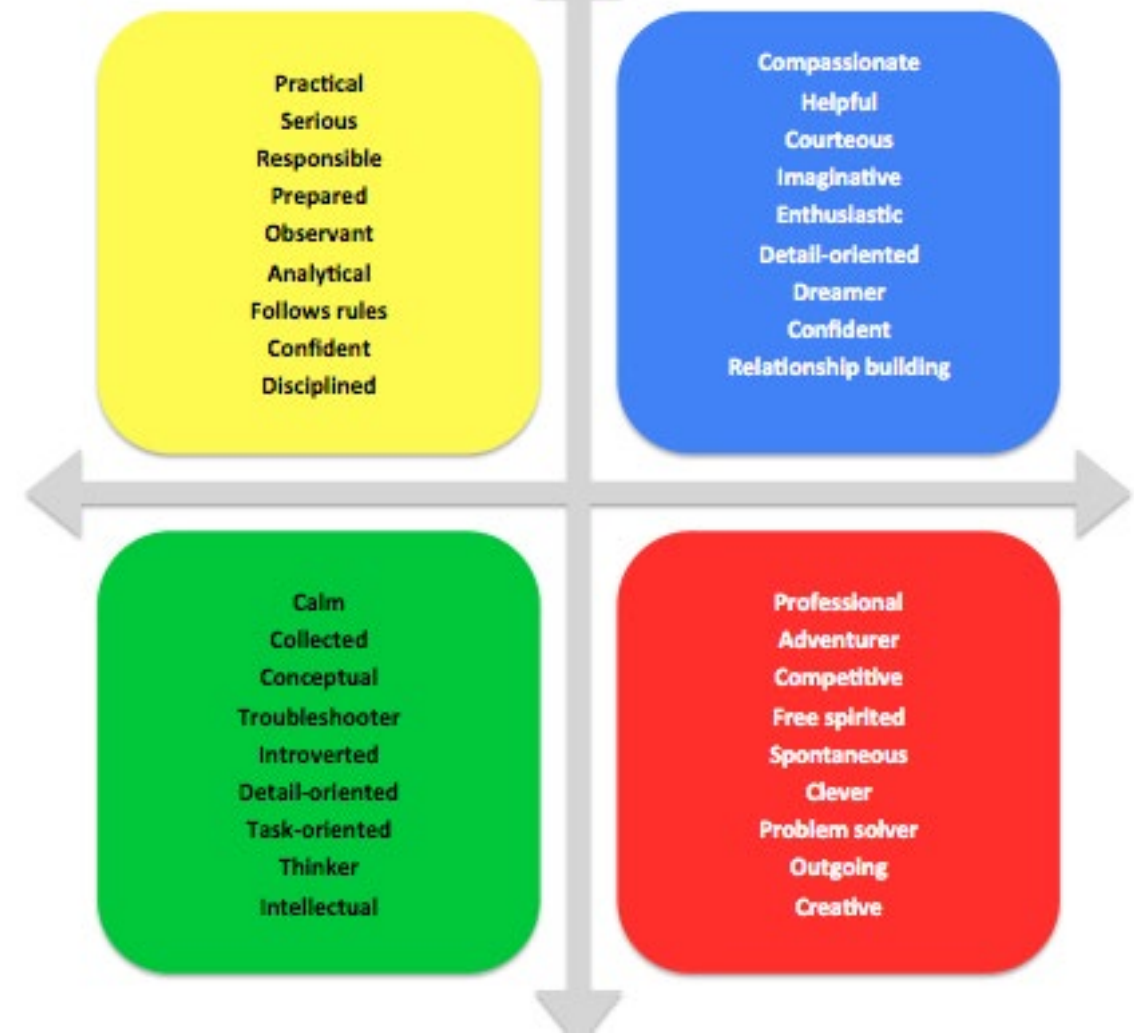 Practical
Serious
Responsible
Prepared
Observant
Analytical
Follows rules
Confident
Disciplined
Compassionate
Helpful
Courteous
Imaginative
Enthusiastic
Detail-oriented
Dreamer
Confident
Relationship building
Calm
Collected
Conceptual
Troubleshooter
Introverted
Detail-oriented
Task-oriented
Thinker
Intellectual
Professional
Adventurer
Competitive
Free spirited
Spontaneous
Clever
Problem solver
Outgoing
Creative